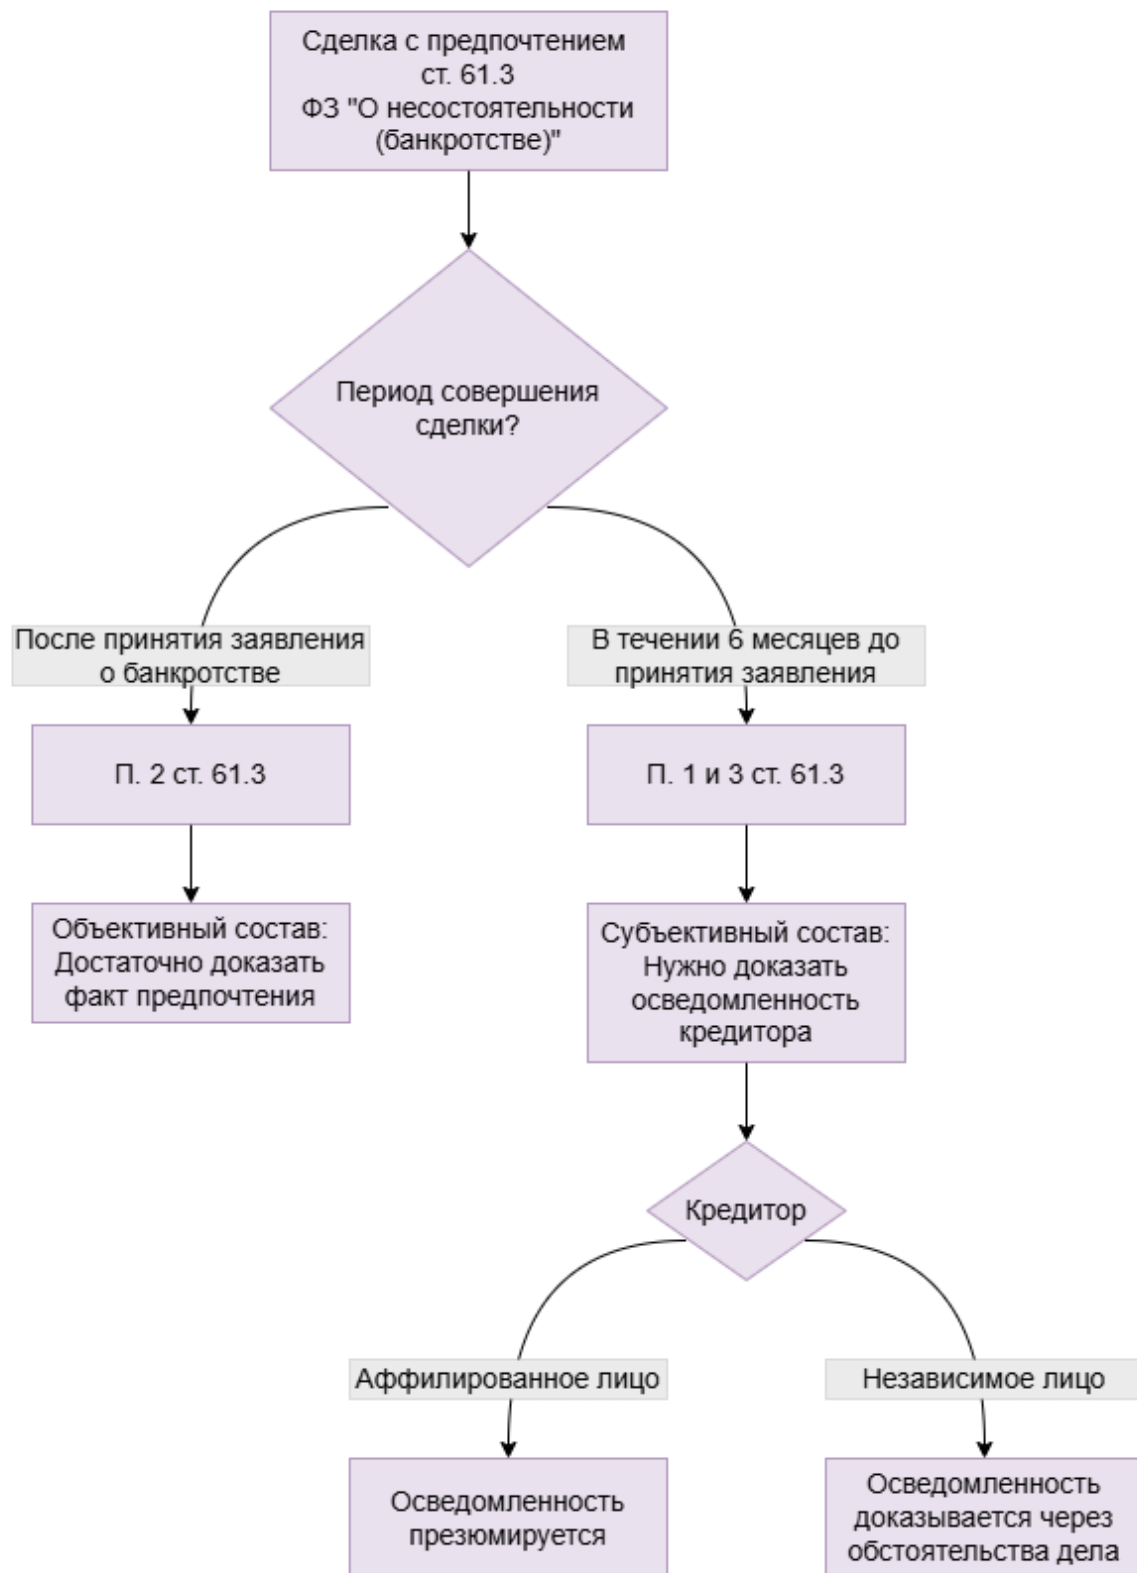 Сделка с предпочтением
ст. 61.3
ФЗ "О несостоятельности
(банкротстве)"
Период совершения
сделки?
После принятия заявления
о банкротстве
В течении 6 месяцев до
принятия заявления
П. 2 ст. 61.3
П. 1 и 3 ст. 61.3
Объективный состав:
Достаточно доказать
факт предпочтения
Субъективный состав:
Нужно доказать
осведомленность
кредитора
Кредитор
Аффилированное лицо
Независимое лицо
Осведомленность
презюмируется
Осведомленность
доказывается через
обстоятельства дела